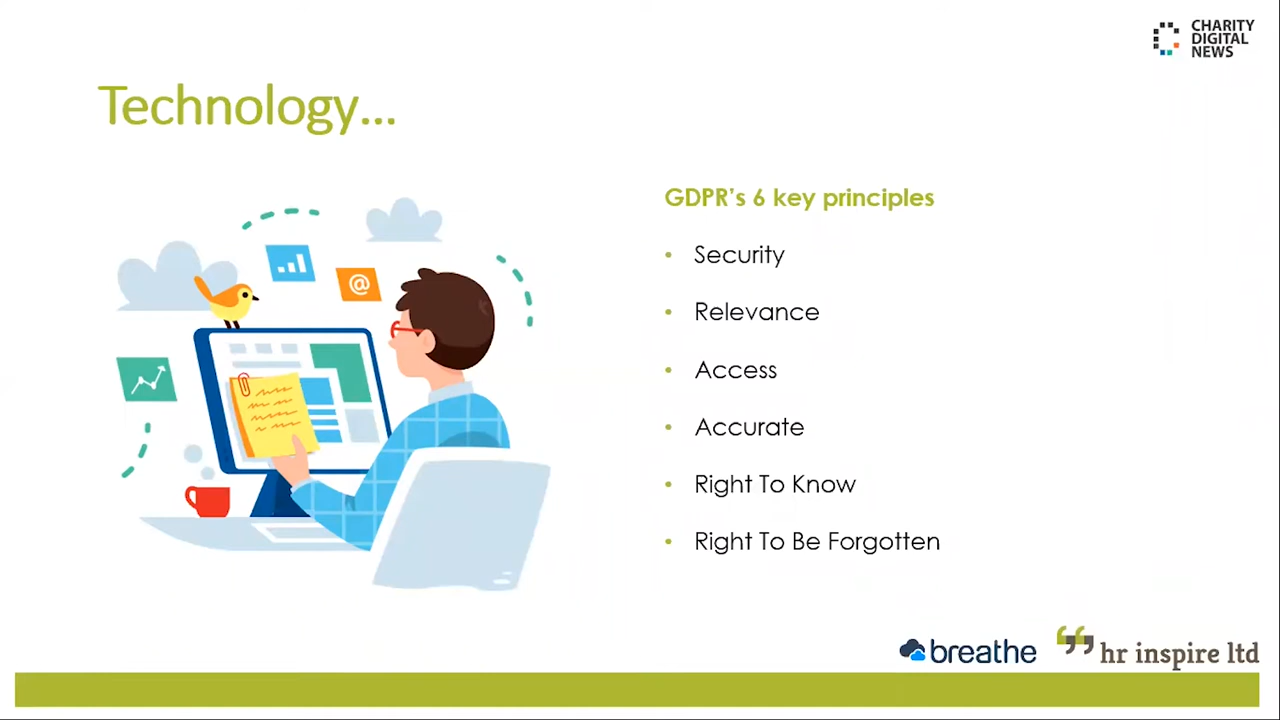 CHARITY
DIGITAL
NEWS
Technology...
GDPR's 6 key principles
• Security
• Relevance
• Access
• Accurate
• Right To Know
• Right To Be Forgotten
@
breathe
hr inspire ltd